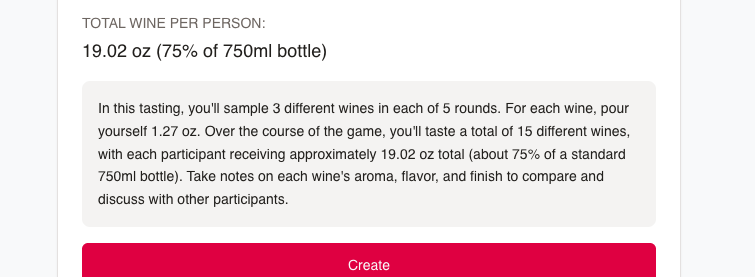 TOTAL WINE PER PERSON:
19.02 oz (75% of 750ml bottle)
In this tasting, you'll sample 3 different wines in each of 5 rounds. For each wine, pour
yourself 1.27 oz. Over the course of the game, you'll taste a total of 15 different wines,
with each participant receiving approximately 19.02 oz total (about 75% of a standard
750ml bottle). Take notes on each wine's aroma, flavor, and finish to compare and
discuss with other participants.
Create